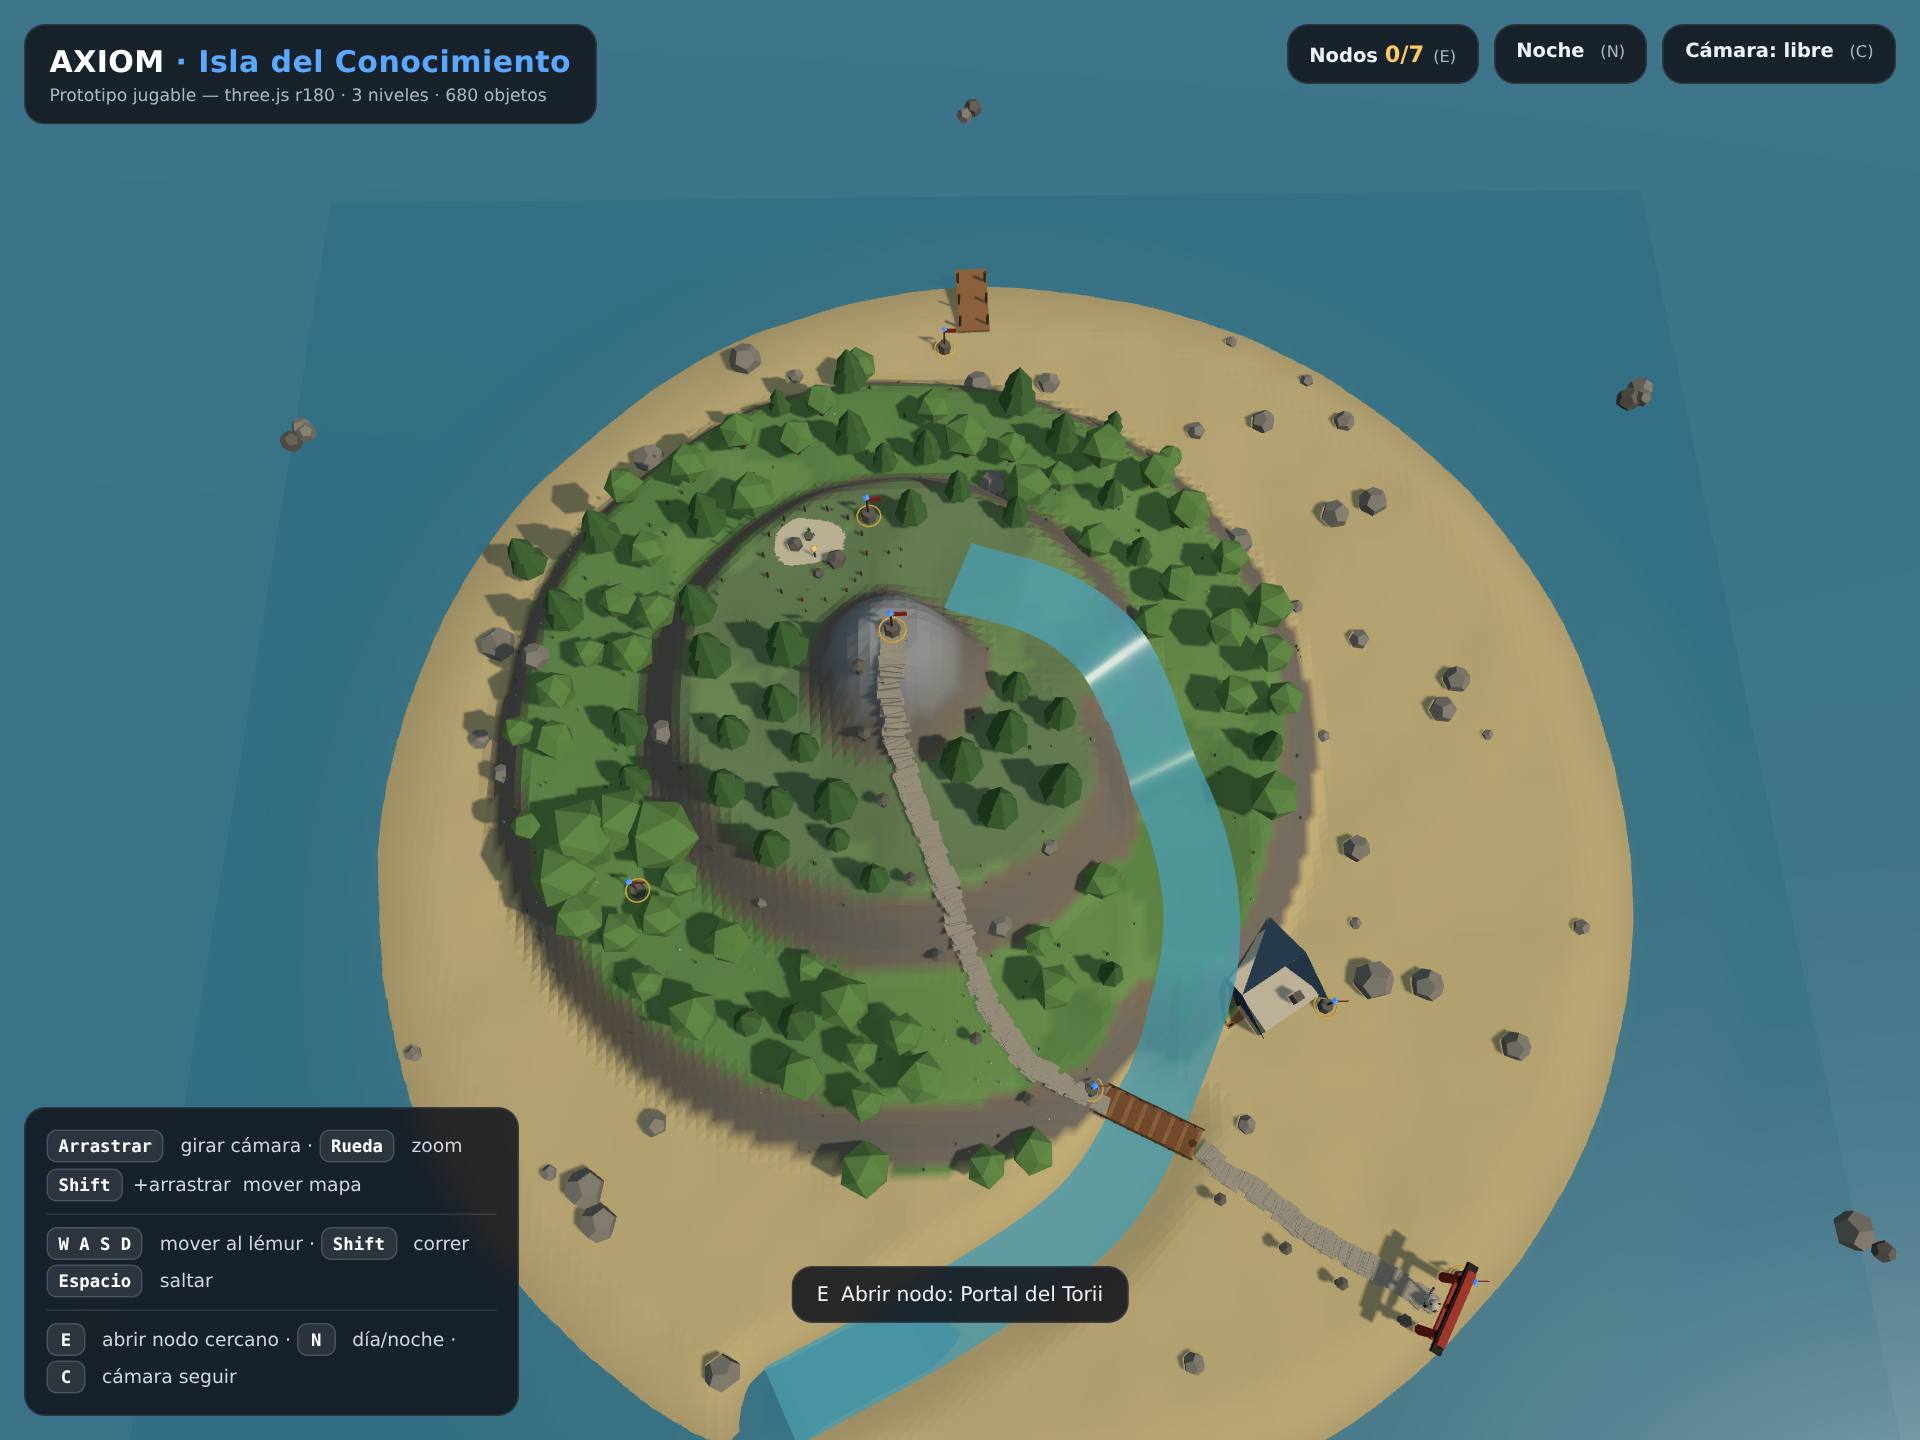 AXIOM · Isla del Conocimiento
Prototipo jugable — three.js r180 · 3 niveles · 680 objetos
Nodos 0/7 (E)
Noche (N)
Cámara: libre (C)
Arrastrar girar cámara · Rueda zoom
Shift +arrastrar mover mapa
W A S D mover al lémur · Shift correr
Espacio saltar
E abrir nodo cercano · N día/noche ·
C cámara seguir
E Abrir nodo: Portal del Torii